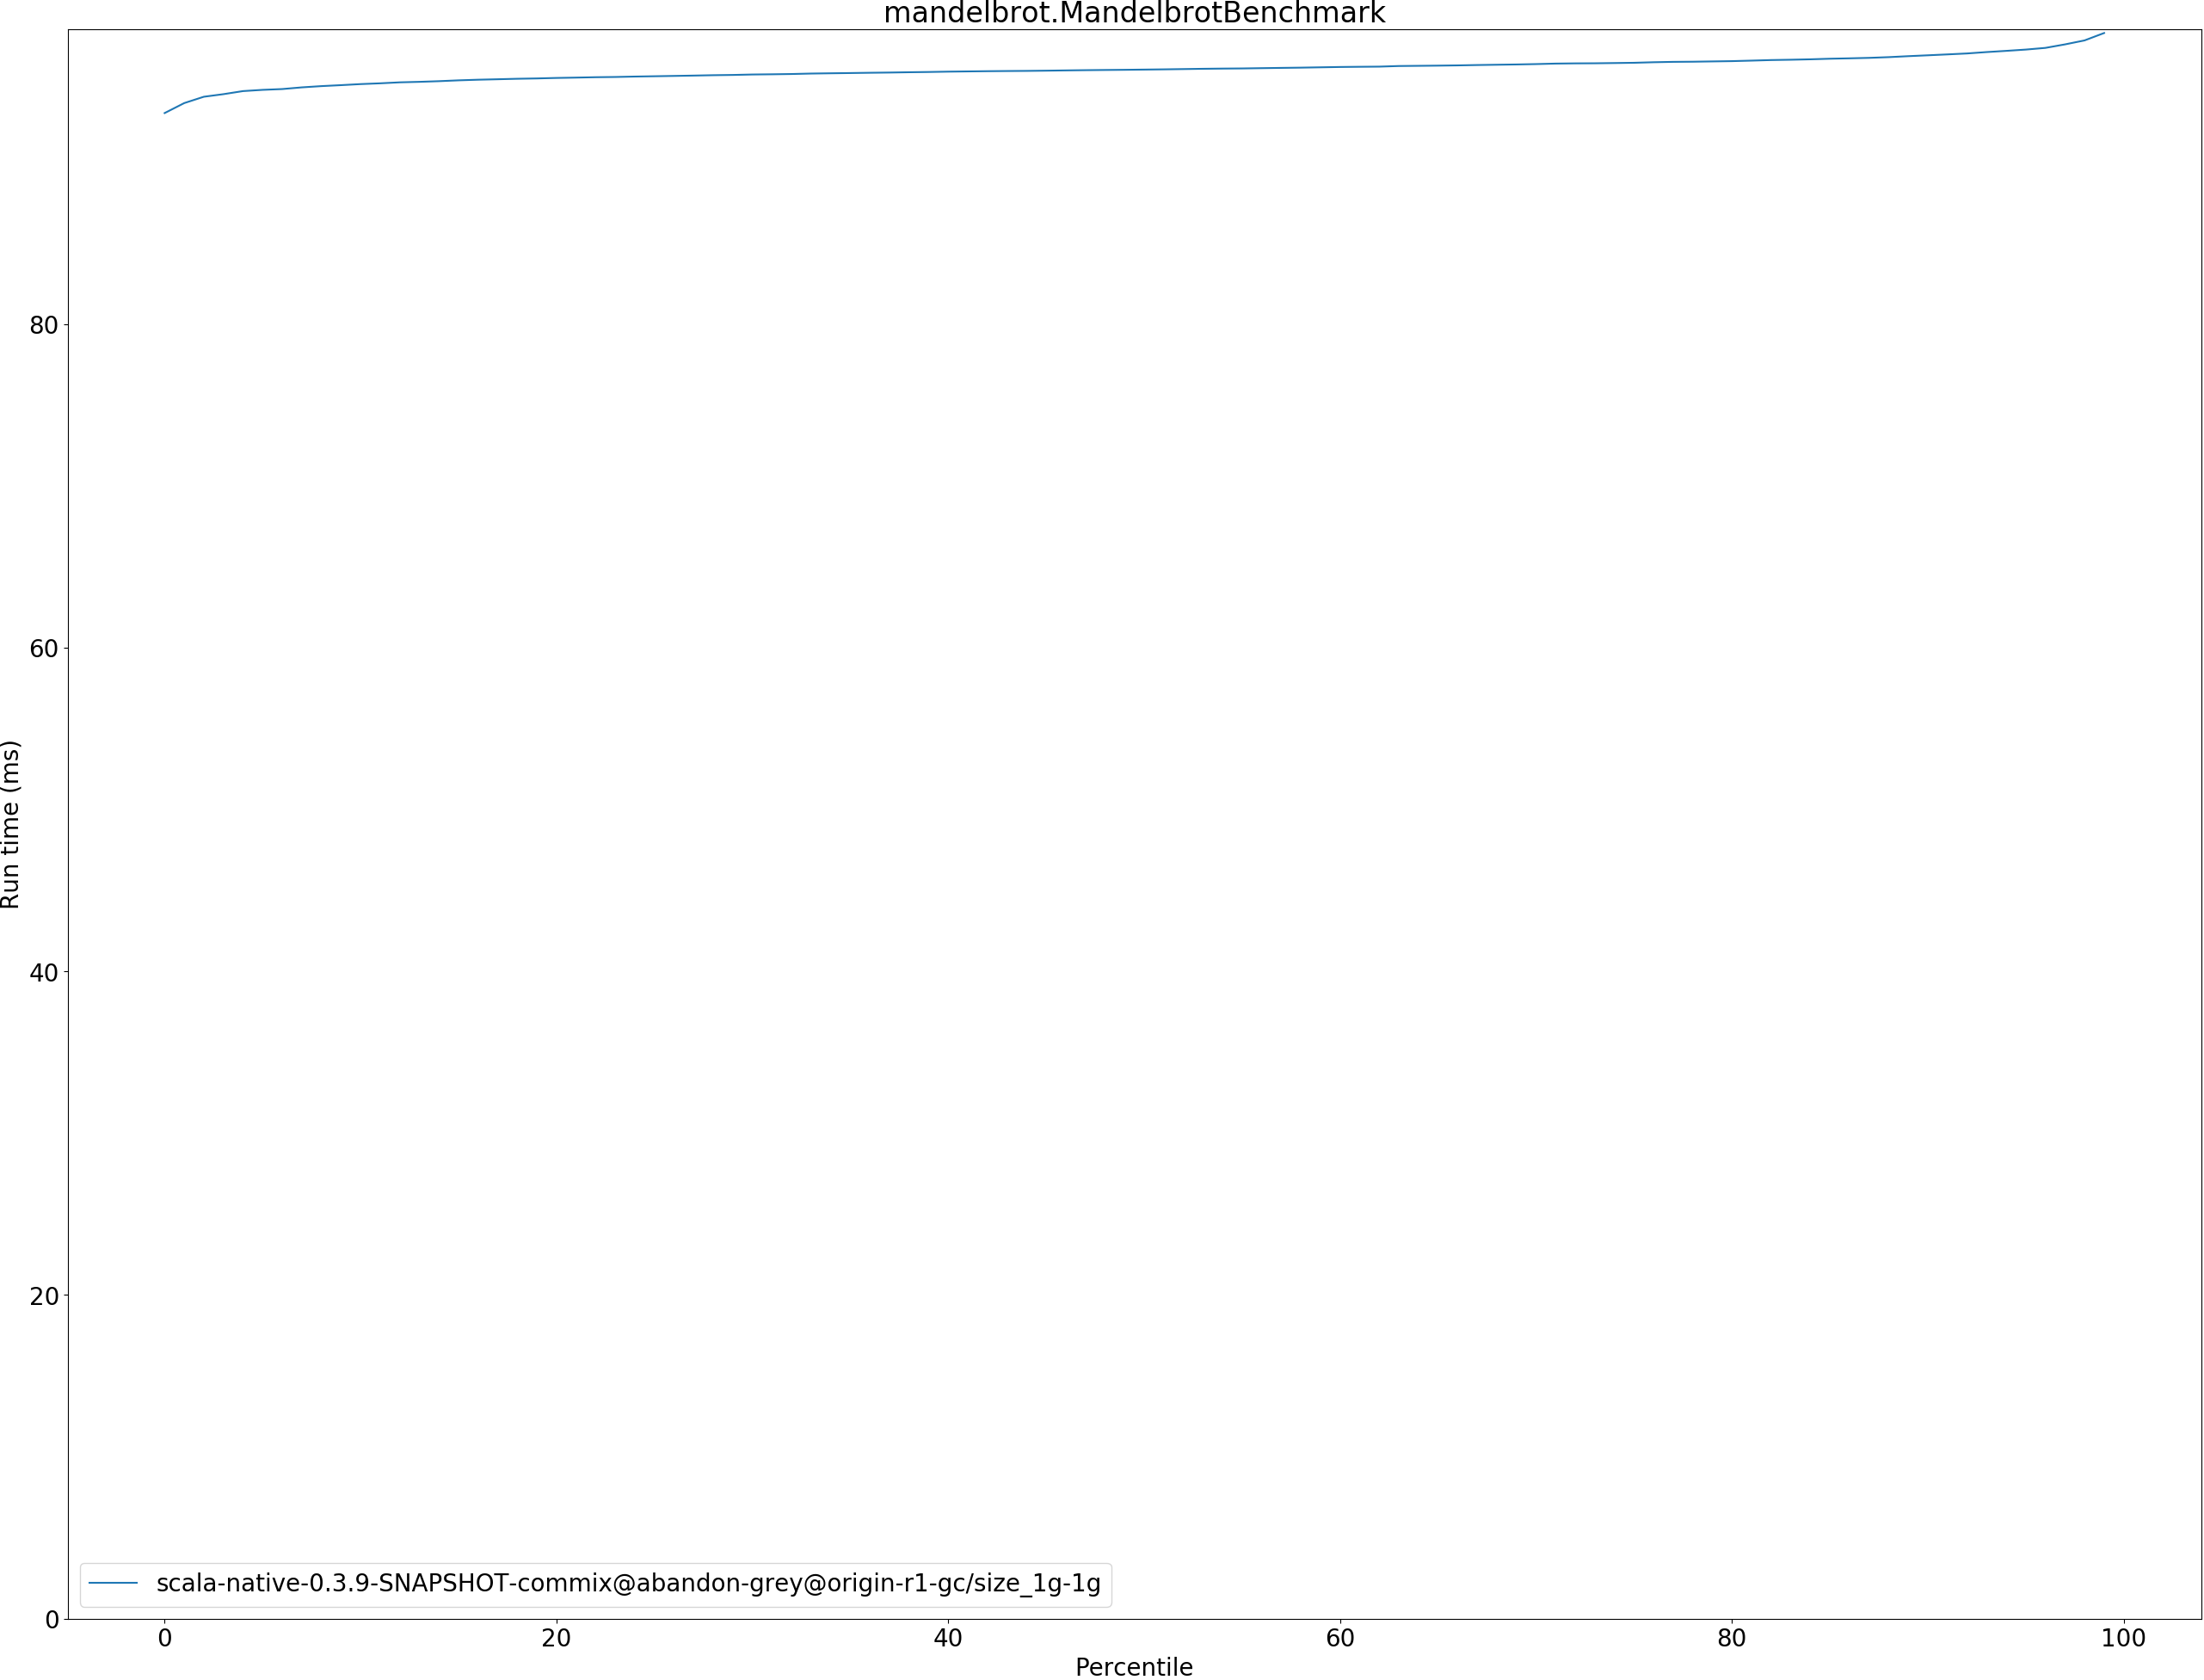 mandelbrot.MandelbrotBenchmark
Run time (ms)
80
60
40
20
0
scala-native-0.3.9-SNAPSHOT-commix@abandon-grey@origin-r1-gc/size_1g-1g
0 20 40 60 80 100
Percentile